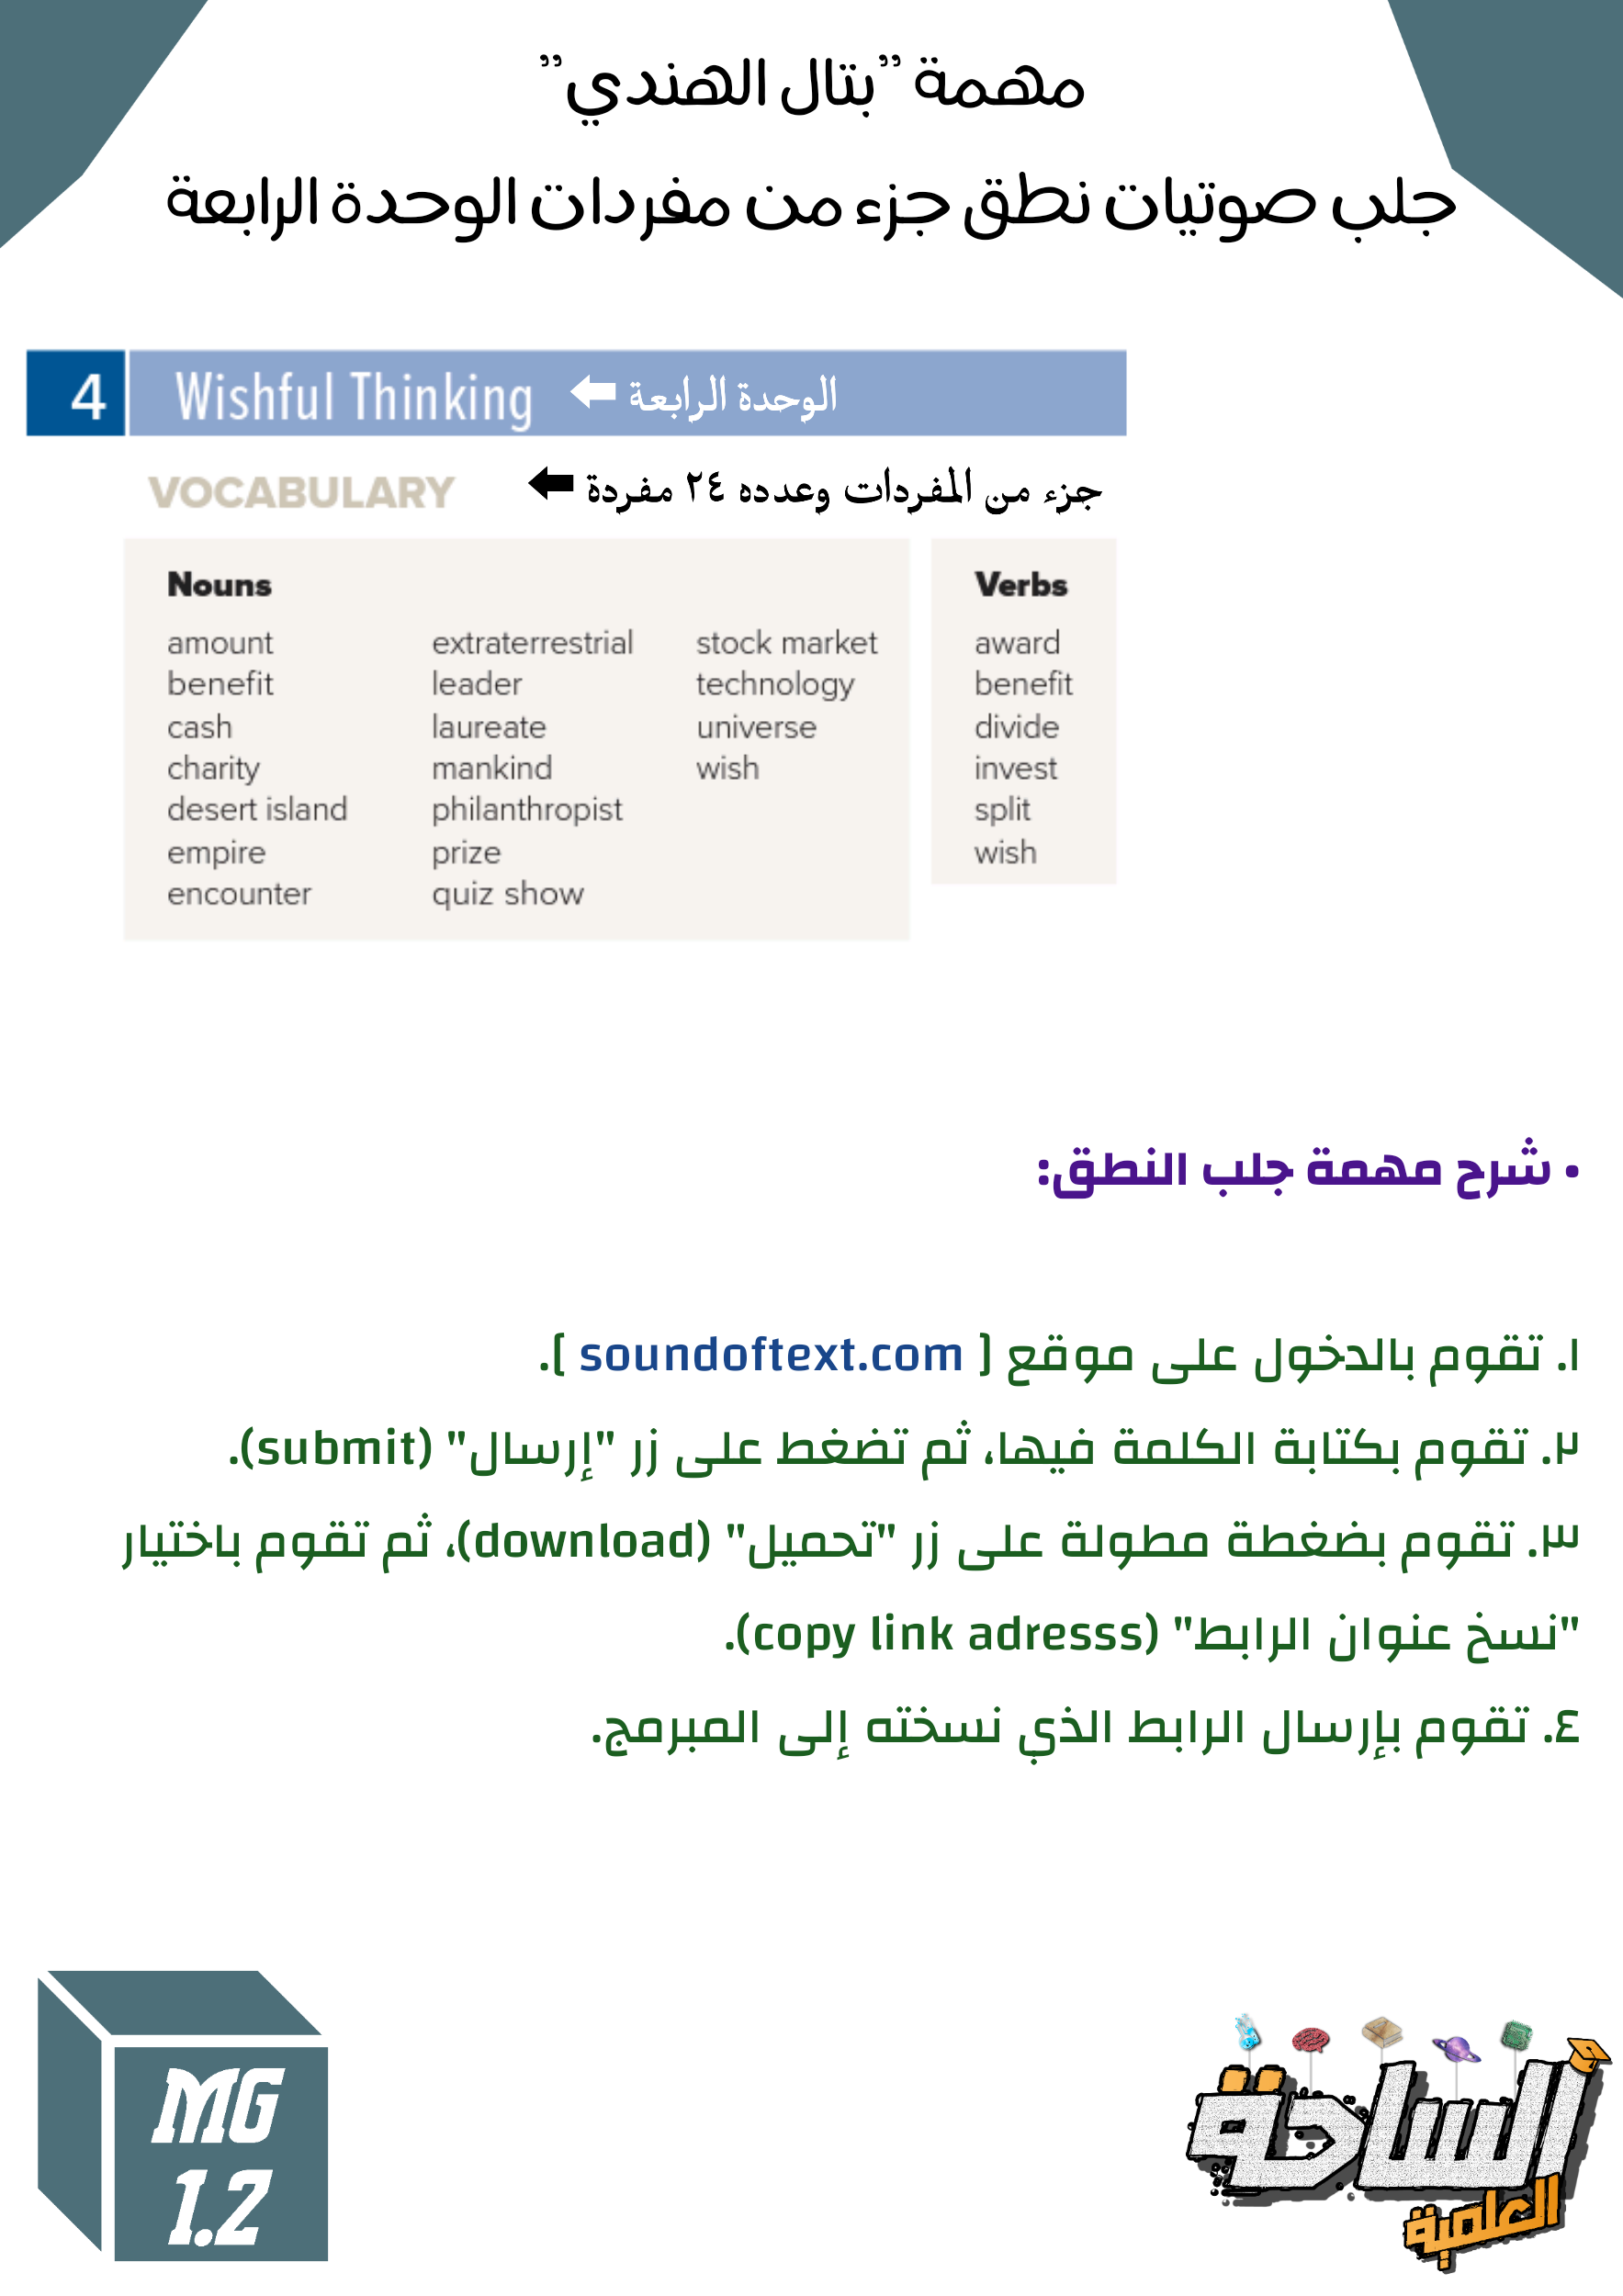 مهمة ”بتال الهندي”
جلب صوتيات نطق جزء من مفردات الوحدة الرابعة
4 Wishful Thinking الوحدة الرابعة
VOCABULARY جزء من المفردات وعدده ٢٤ مفردة
Nouns
amount
benefit
cash
charity
desert island
empire
encounter
extraterrestrial
leader
laureate
mankind
philanthropist
prize
quiz show
stock market
technology
universe
wish
Verbs
award
benefit
divide
invest
split
wish
• شرح مهمة جلب النطق:
١. تقوم بالدخول على موقع [ soundoftext.com ].
٢. تقوم بكتابة الكلمة فيها، ثم تضغط على زر "إرسال" (submit).
٣. تقوم بضغطة مطولة على زر "تحميل" (download)، ثم تقوم باختيار
"نسخ عنوان الرابط" (copy link adresss).
٤. تقوم بإرسال الرابط الذي نسخته إلى المبرمج.
MG
1.2
الساحة
العلمية